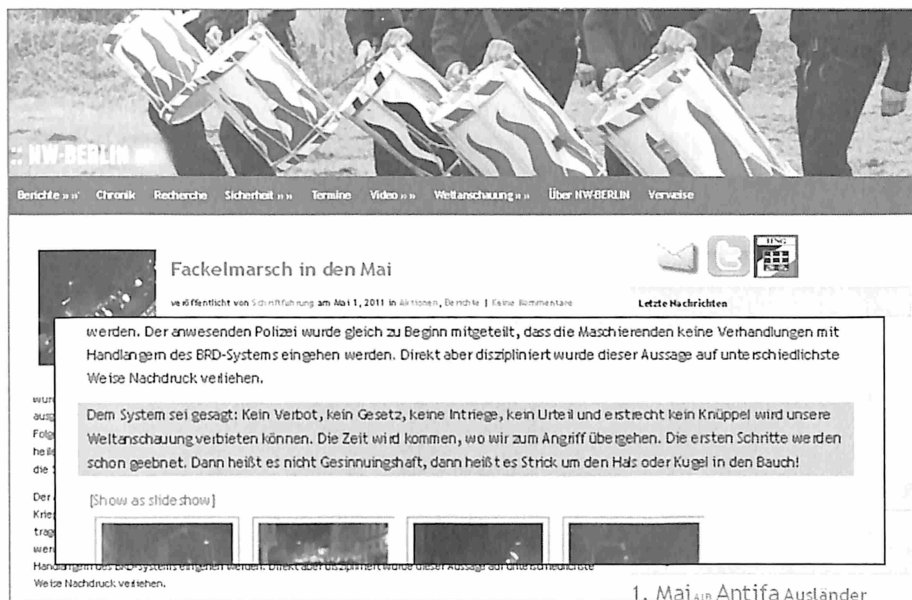 :: NW-BERLIN
Berichte »» Chronik Recherche Sicherheit »» Termine Video »» Weltanschauung »» Über NW-BERLIN Verweise
Fackelmarsch in den Mai
veröffentlicht von Schriftführung am Mai 1, 2011 in Aktionen, Berichte | Keine Kommentare
Letzte Nachrichten
werden. Der anwesenden Polizei wurde gleich zu Beginn mitgeteilt, dass die Maschierenden keine Verhandlungen mit
Handlangern des BRD-Systems eingehen werden. Direkt aber diszipliniert wurde dieser Aussage auf unterschiedlichste
Weise Nachdruck verliehen.
Dem System sei gesagt: Kein Verbot, kein Gesetz, keine Intriege, kein Urteil und erstrecht kein Knüppel wird unsere
Weltanschauung verbieten können. Die Zeit wird kommen, wo wir zum Angriff übergehen. Die ersten Schritte werden
schon geebnet. Dann heißt es nicht Gesinnuingshaft, dann heißt es Strick um den Hals oder Kugel in den Bauch!
[Show as slideshow]
Der
Handlangern des BRD-Systems eingehen werden. Direkt aber diszipliniert wurde dieser Aussage auf unterschiedlichste
Weise Nachdruck verliehen.
1. Mai AIB Antifa Ausländer